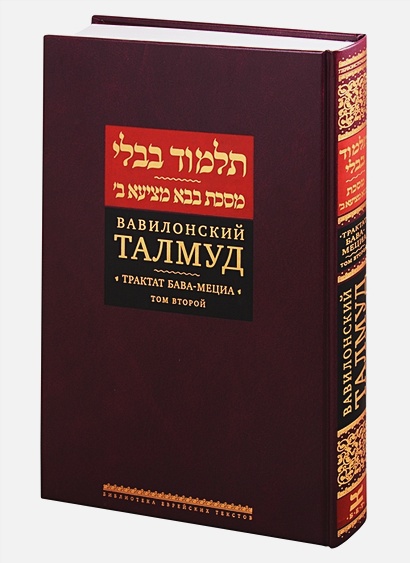 תלמוד בבלי
מסכת בבא מציעא ב׳
ВАВИЛОНСКИЙ
ТАЛМУД
ТРАКТАТ БАВА-МЕЦИА
ТОМ ВТОРОЙ
БИБЛИОТЕКА ЕВРЕЙСКИХ ТЕКСТОВ
תלמוד
בבלי
מסכת
בבא מציעא ב׳
ТРАКТАТ
БАВА-
МЕЦИА
ТОМ ВТОРОЙ
ВАВИЛОНСКИЙ
ТАЛМУД